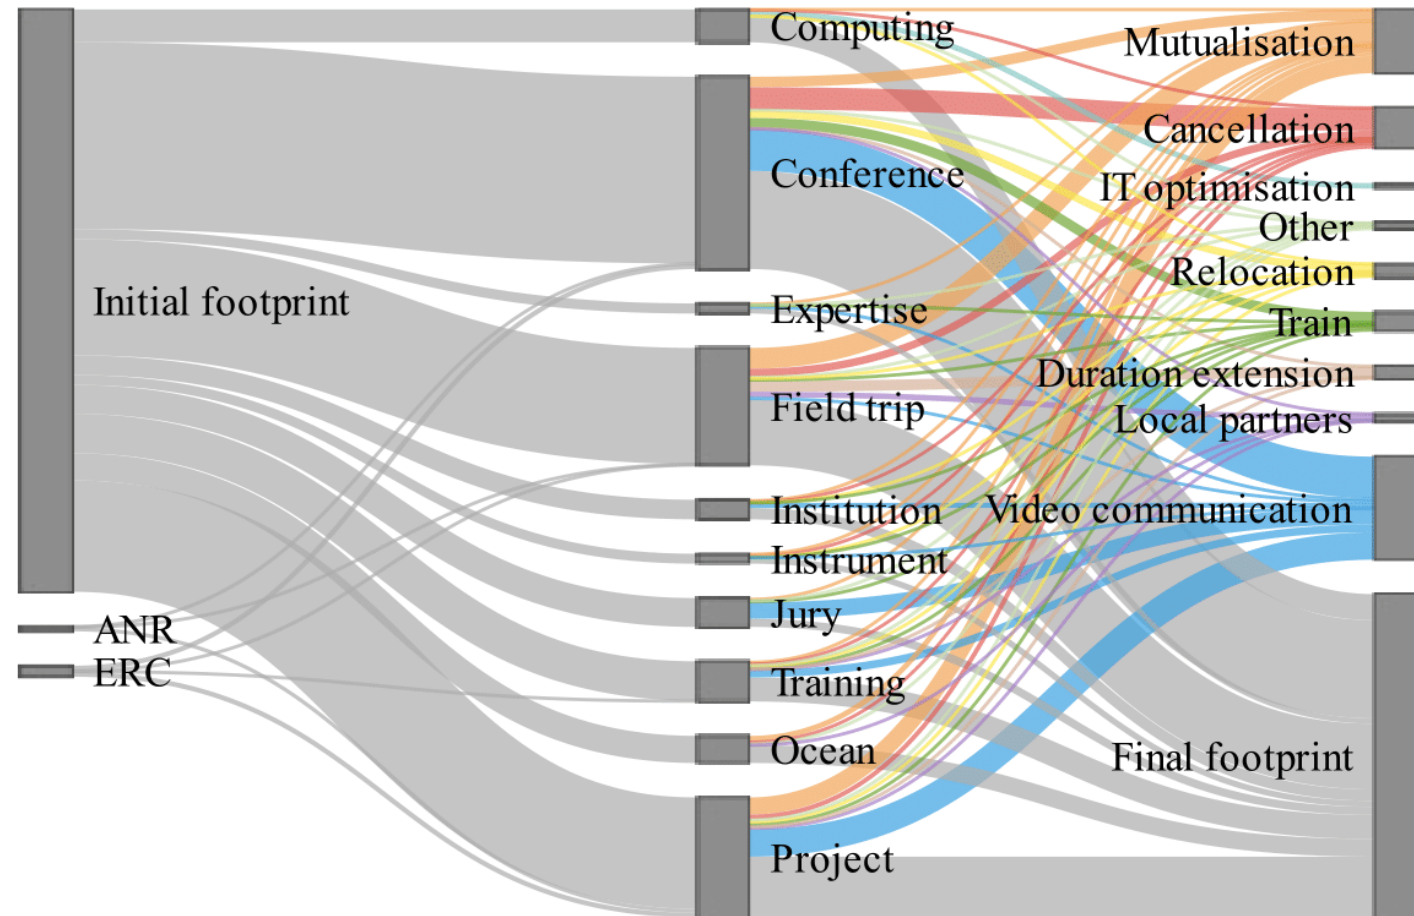 Initial footprint
ANR
ERC
Computing
Conference
Expertise
Field trip
Institution
Instrument
Jury
Training
Ocean
Project
Mutualisation
Cancellation
IT optimisation
Other
Relocation
Train
Duration extension
Local partners
Video communication
Final footprint